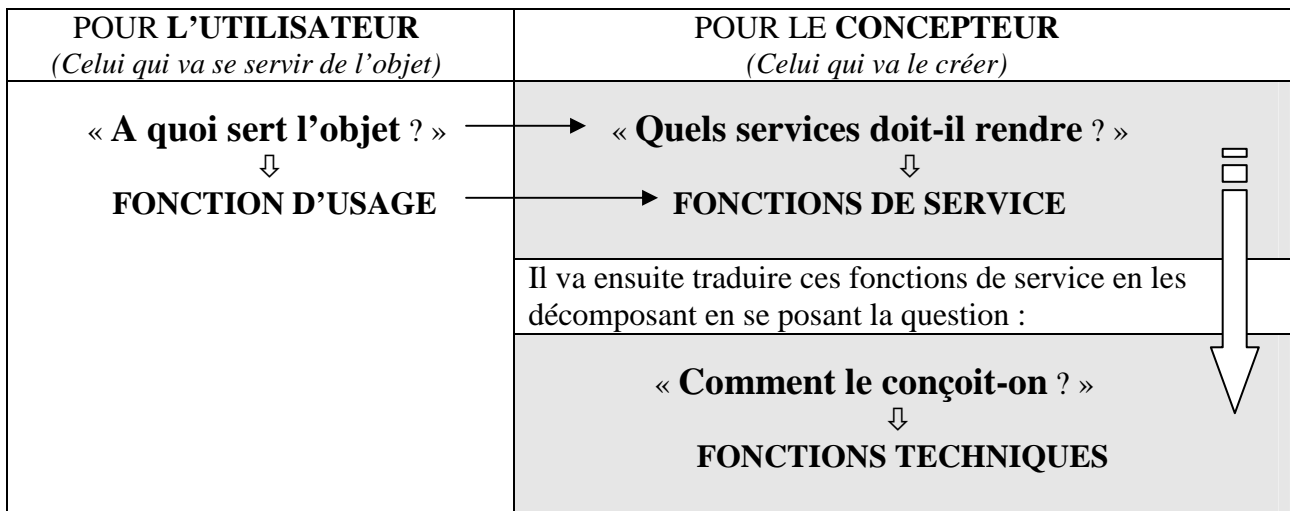 POUR L’UTILISATEUR
(Celui qui va se servir de l’objet)
POUR LE CONCEPTEUR
(Celui qui va le créer)
« A quoi sert l’objet ? »
⇩
FONCTION D’USAGE
« Quels services doit-il rendre ? »
⇩
FONCTIONS DE SERVICE
Il va ensuite traduire ces fonctions de service en les
décomposant en se posant la question :
« Comment le conçoit-on ? »
⇩
FONCTIONS TECHNIQUES